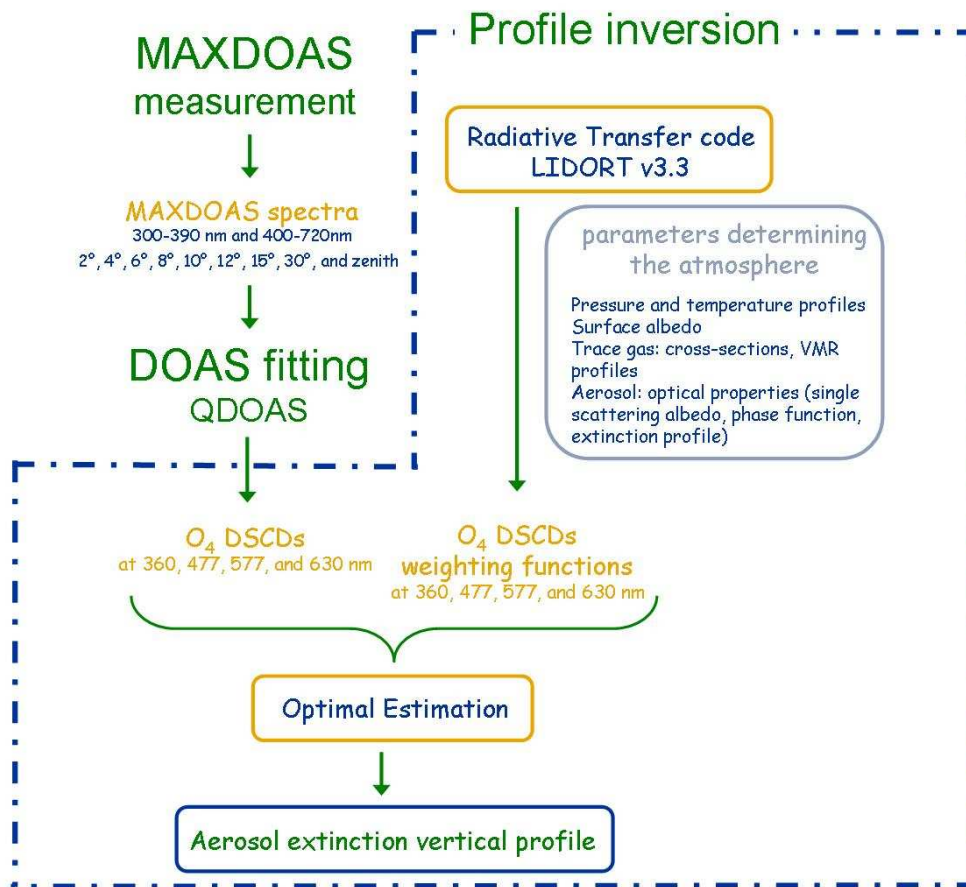 Profile inversion
MAXDOAS
measurement
MAXDOAS spectra
300-390 nm and 400-720nm
2°, 4°, 6°, 8°, 10°, 12°, 15°, 30°, and zenith
DOAS fitting
QDOAS
Radiative Transfer code
LIDORT v3.3
parameters determining
the atmosphere
Pressure and temperature profiles
Surface albedo
Trace gas: cross-sections, VMR
profiles
Aerosol: optical properties (single
scattering albedo, phase function,
extinction profile)
O₄ DSCDs
at 360, 477, 577, and 630 nm
O₄ DSCDs
weighting functions
at 360, 477, 577, and 630 nm
Optimal Estimation
Aerosol extinction vertical profile